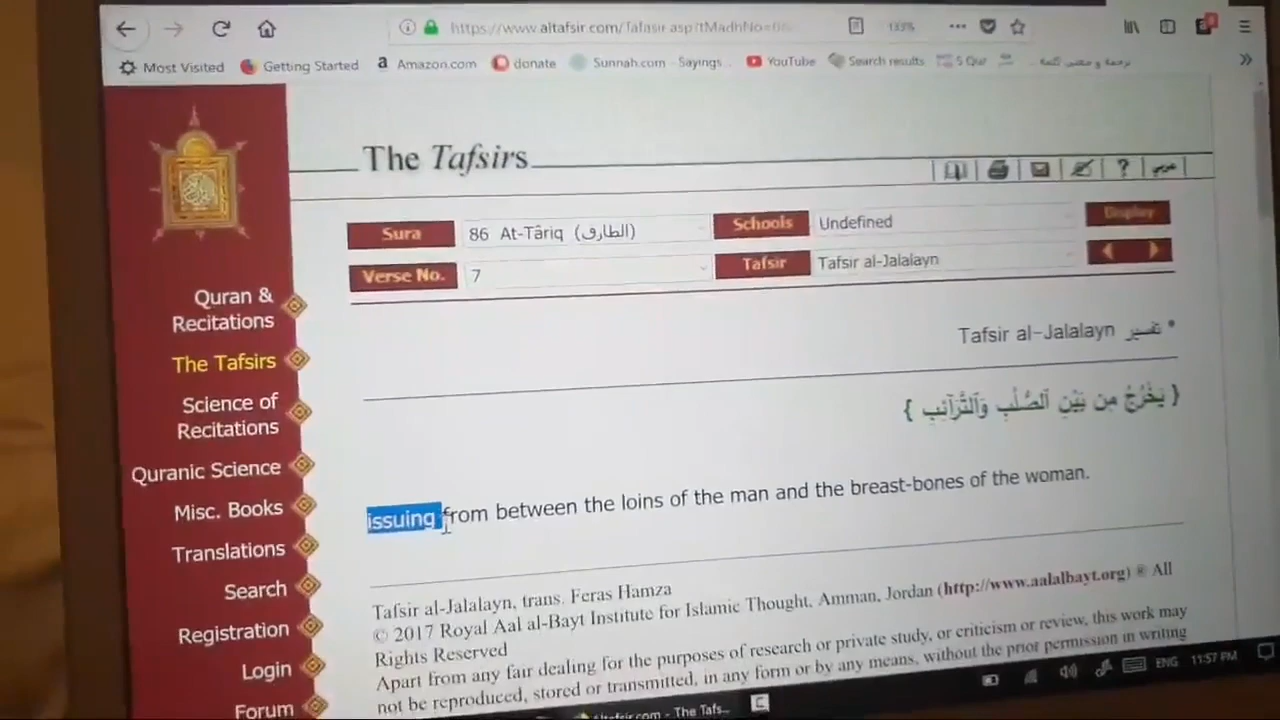 https://www.altafsir.com/Tafasir.asp?tMadhNo=0&
133%
Most Visited
Getting Started
Amazon.com
donate
Sunnah.com - Sayings
YouTube
Search results
The Tafsirs
Sura
86 At-Târiq (الطارق)
Schools
Undefined
Display
Verse No.
7
Tafsir
Tafsir al-Jalalayn
Quran &
Recitations
The Tafsirs
Science of
Recitations
Quranic Science
Misc. Books
Translations
Search
Registration
Login
Forum
* تفسير Tafsir al-Jalalayn
{ يَخْرُجُ مِن بَيْنِ ٱلصُّلْبِ وَٱلتَّرَآئِبِ }
issuing from between the loins of the man and the breast-bones of the woman.
Tafsir al-Jalalayn, trans. Feras Hamza
© 2017 Royal Aal al-Bayt Institute for Islamic Thought, Amman, Jordan (http://www.aalalbayt.org) ® All
Rights Reserved
Apart from any fair dealing for the purposes of research or private study, or criticism or review, this work may
not be reproduced, stored or transmitted, in any form or by any means, without the prior permission in writing
Altafsir.com - The Tafs...
ENG
11:57 PM